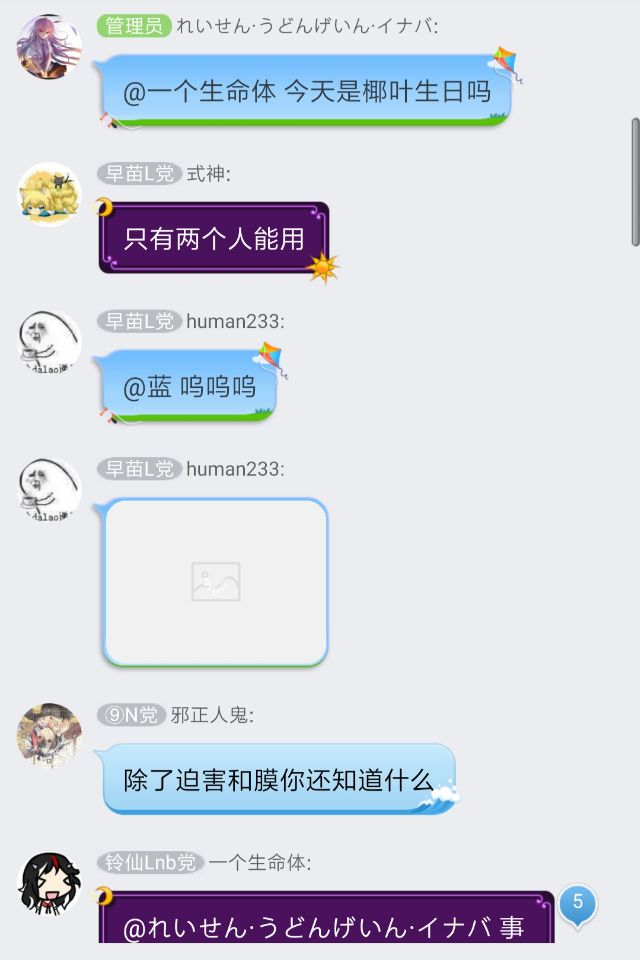 管理员 れいせん·うどんげいん·イナバ:
@一个生命体 今天是椰叶生日吗
早苗L党 式神:
只有两个人能用
早苗L党 human233:
@蓝 呜呜呜
早苗L党 human233:
⑨N党 邪正人鬼:
除了迫害和膜你还知道什么
铃仙Lnb党 一个生命体:
@れいせん·うどんげいん·イナバ 事
5